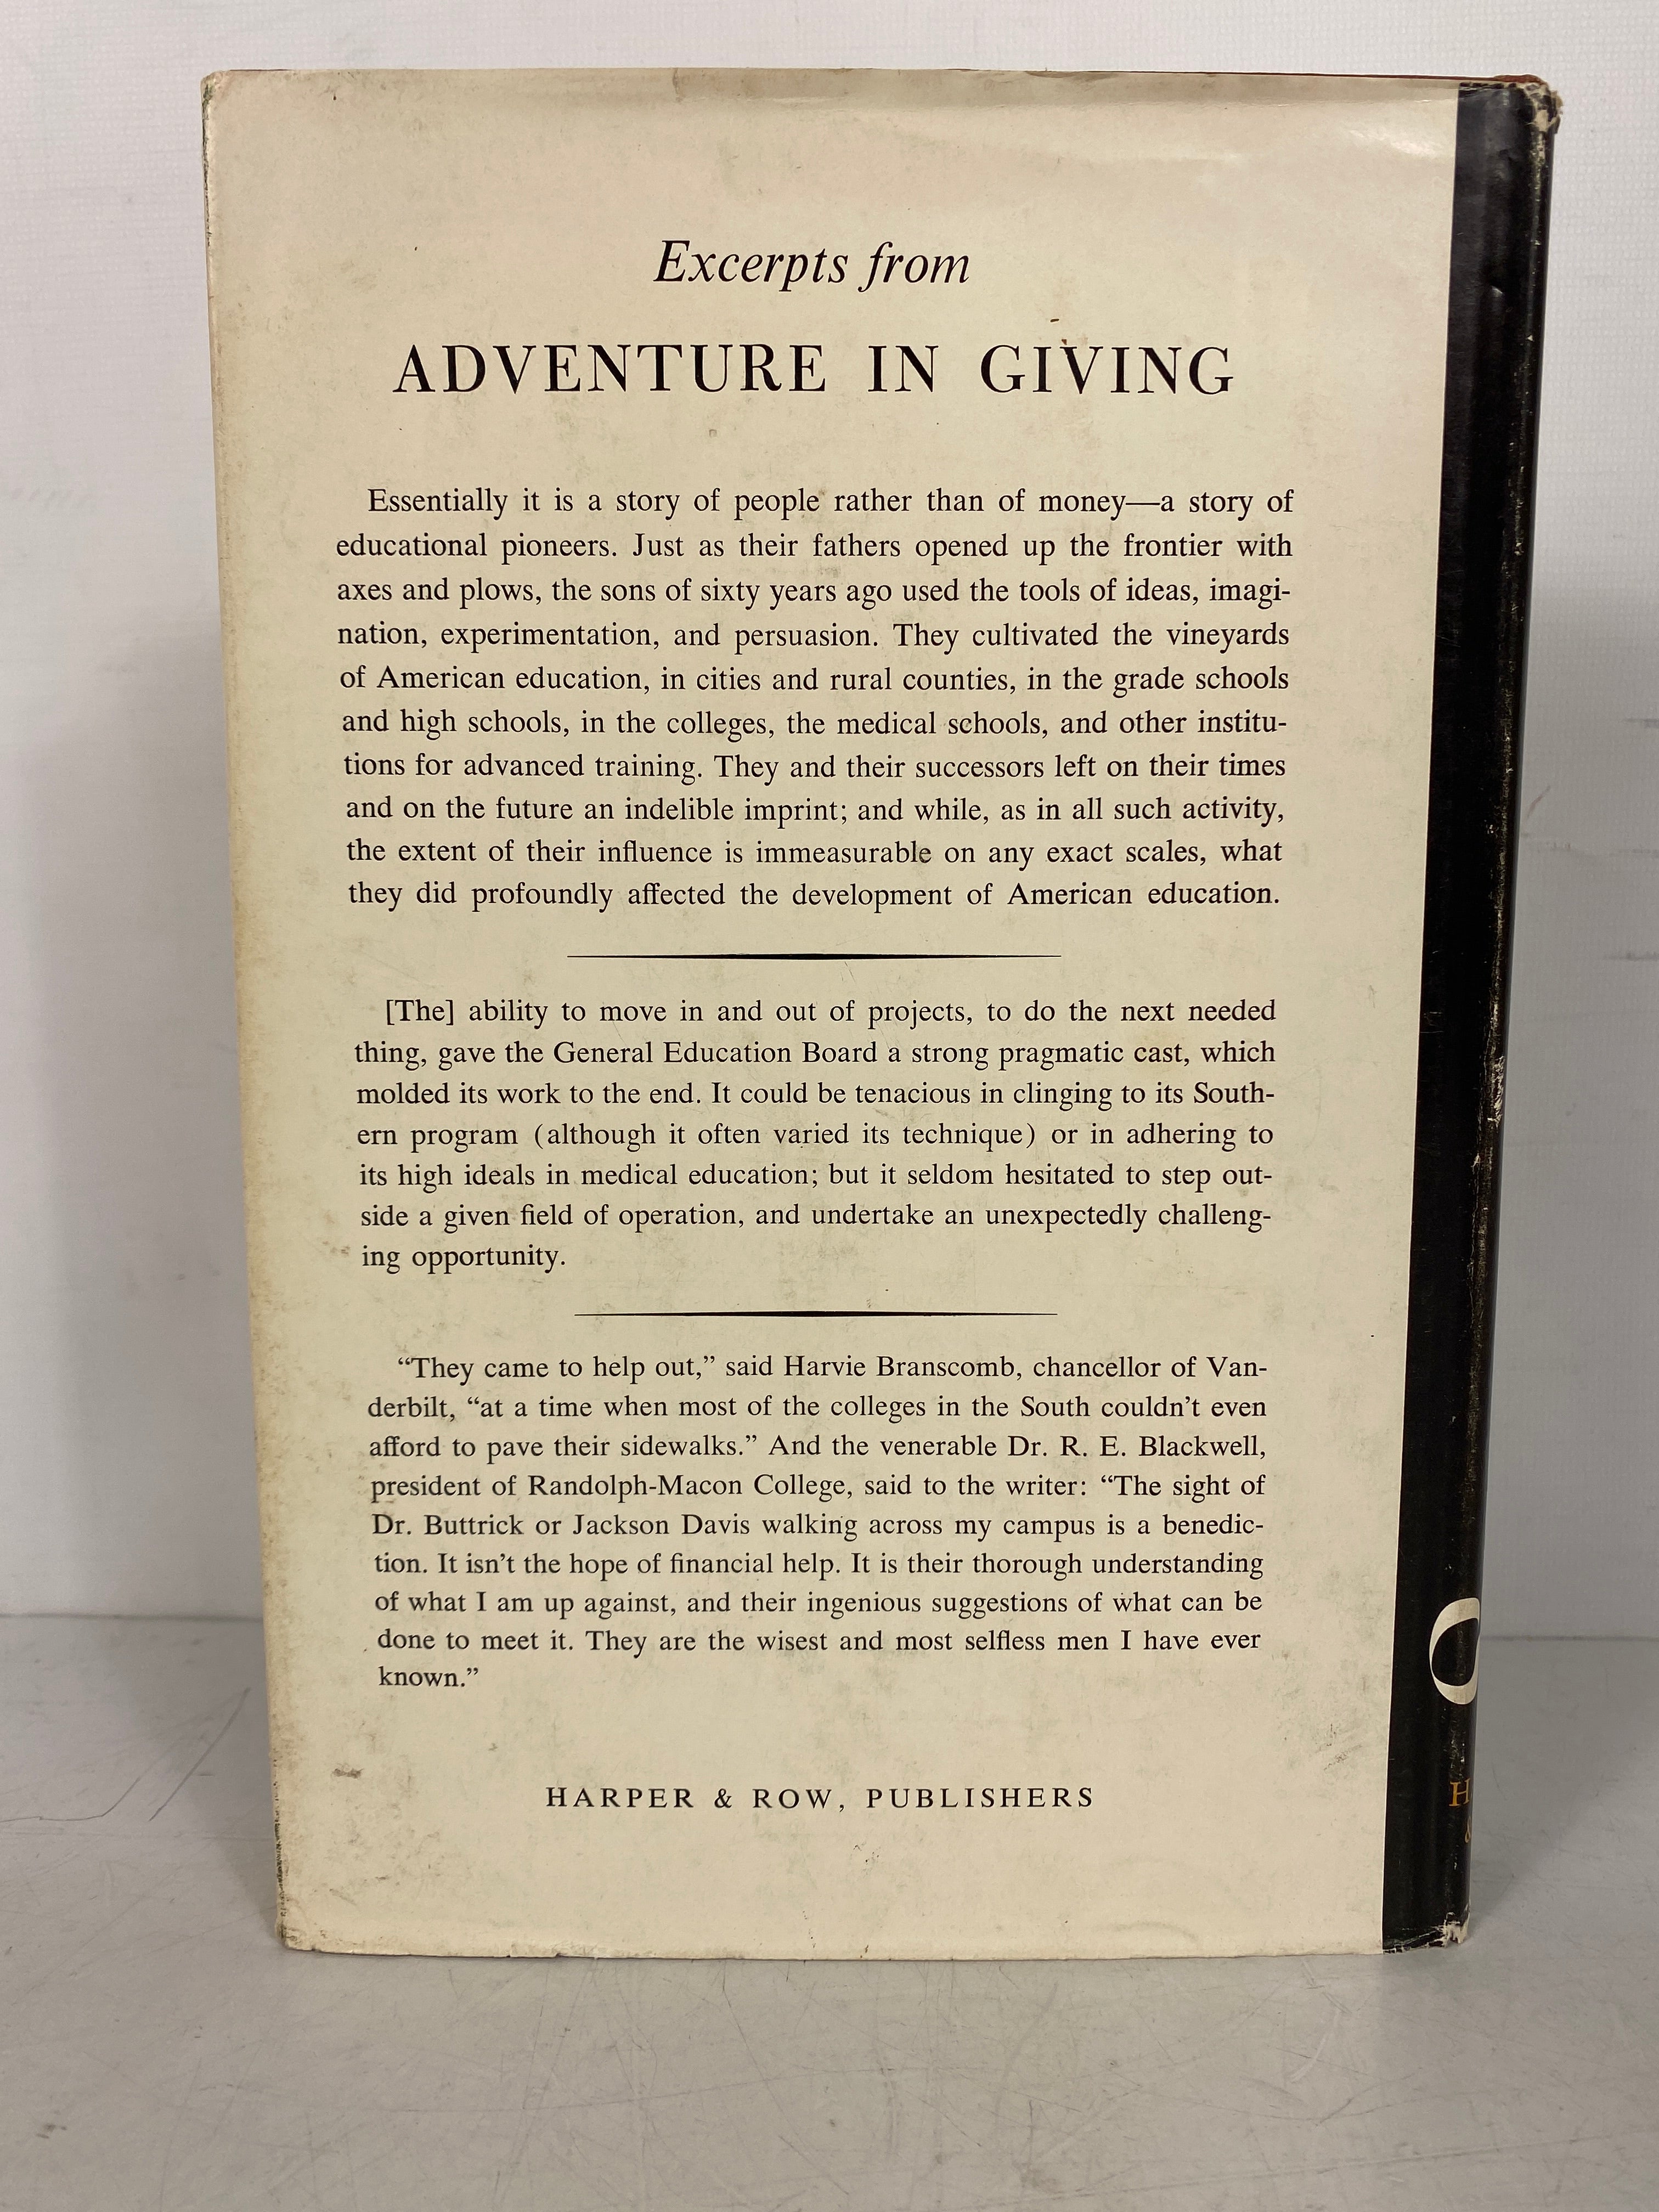 Excerpts from
ADVENTURE IN GIVING
Essentially it is a story of people rather than of money—a story of
educational pioneers. Just as their fathers opened up the frontier with
axes and plows, the sons of sixty years ago used the tools of ideas, imagi-
nation, experimentation, and persuasion. They cultivated the vineyards
of American education, in cities and rural counties, in the grade schools
and high schools, in the colleges, the medical schools, and other institu-
tions for advanced training. They and their successors left on their times
and on the future an indelible imprint; and while, as in all such activity,
the extent of their influence is immeasurable on any exact scales, what
they did profoundly affected the development of American education.
[The] ability to move in and out of projects, to do the next needed
thing, gave the General Education Board a strong pragmatic cast, which
molded its work to the end. It could be tenacious in clinging to its South-
ern program (although it often varied its technique) or in adhering to
its high ideals in medical education; but it seldom hesitated to step out-
side a given field of operation, and undertake an unexpectedly challeng-
ing opportunity.
“They came to help out,” said Harvie Branscomb, chancellor of Van-
derbilt, “at a time when most of the colleges in the South couldn’t even
afford to pave their sidewalks.” And the venerable Dr. R. E. Blackwell,
president of Randolph-Macon College, said to the writer: “The sight of
Dr. Buttrick or Jackson Davis walking across my campus is a benedic-
tion. It isn’t the hope of financial help. It is their thorough understanding
of what I am up against, and their ingenious suggestions of what can be
done to meet it. They are the wisest and most selfless men I have ever
known.”
HARPER & ROW, PUBLISHERS
H